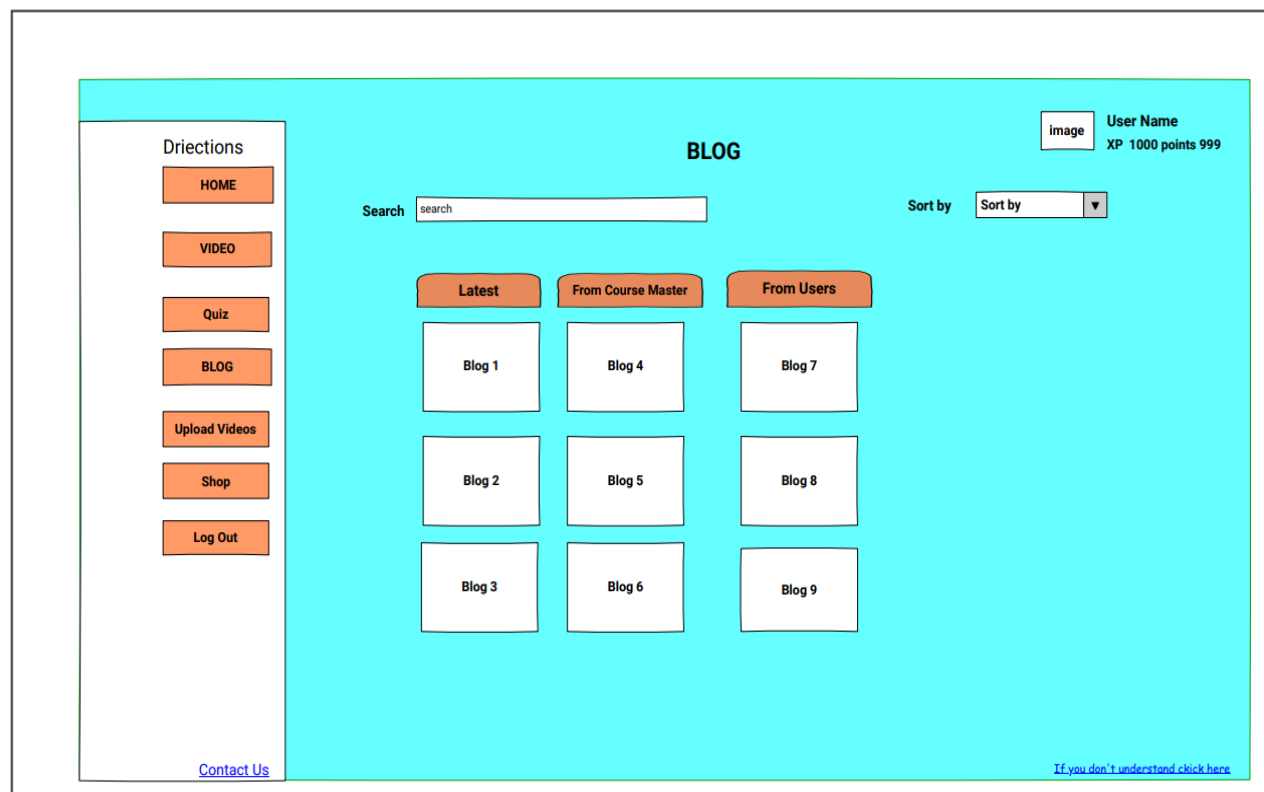 Driections
HOME
VIDEO
Quiz
BLOG
Upload Videos
Shop
Log Out
Contact Us
BLOG
image
User Name
XP 1000 points 999
Search
search
Sort by
Sort by
Latest
From Course Master
From Users
Blog 1
Blog 4
Blog 7
Blog 2
Blog 5
Blog 8
Blog 3
Blog 6
Blog 9
If you don't understand ckick here